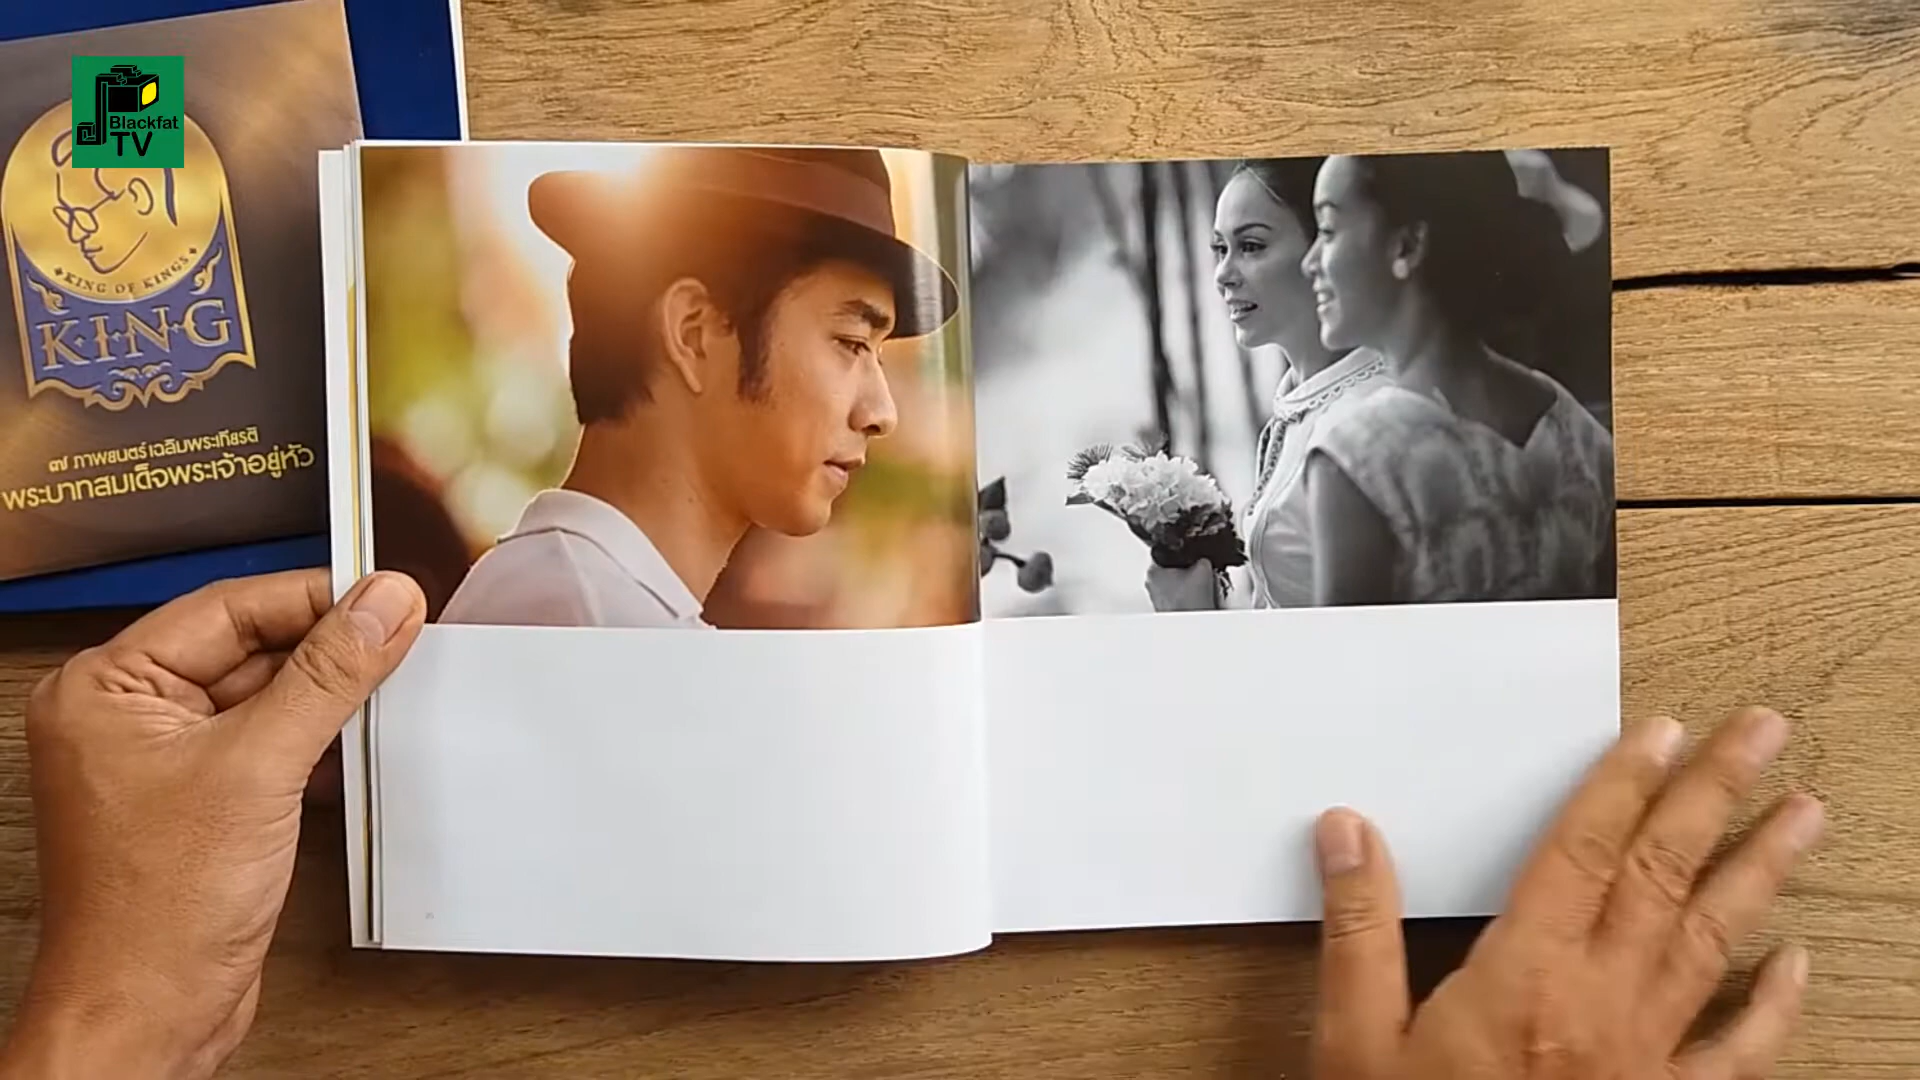 Blackfat
TV
KING OF KINGS
K·I·N·G
๗ ภาพยนตร์เฉลิมพระเกียรติ
พระบาทสมเด็จพระเจ้าอยู่หัว